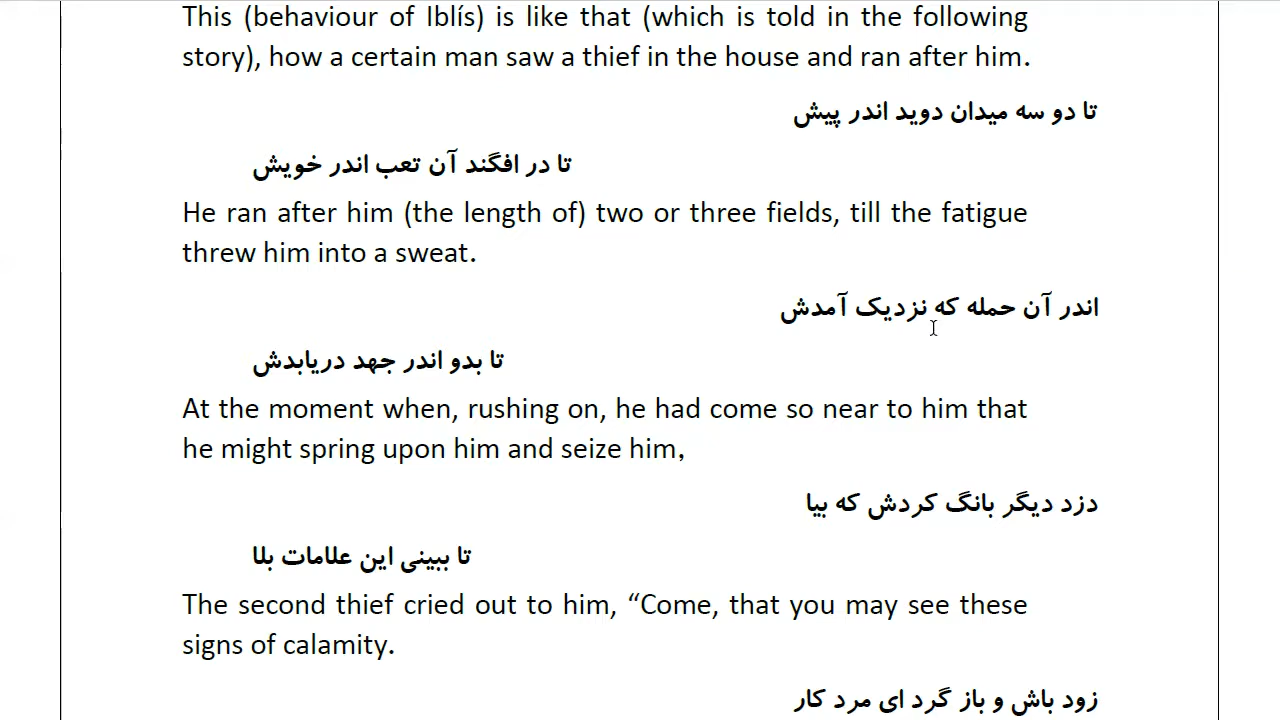 This (behaviour of Iblís) is like that (which is told in the following
story), how a certain man saw a thief in the house and ran after him.
تا دو سه میدان دوید اندر پیش
تا در افگند آن تعب اندر خویش
He ran after him (the length of) two or three fields, till the fatigue
threw him into a sweat.
اندر آن حمله که نزدیک آمدش
تا بدو اندر جهد دریابدش
At the moment when, rushing on, he had come so near to him that
he might spring upon him and seize him,
دزد دیگر بانگ کردش که بیا
تا ببینی این علامات بلا
The second thief cried out to him, “Come, that you may see these
signs of calamity.
زود باش و باز گرد ای مرد کار